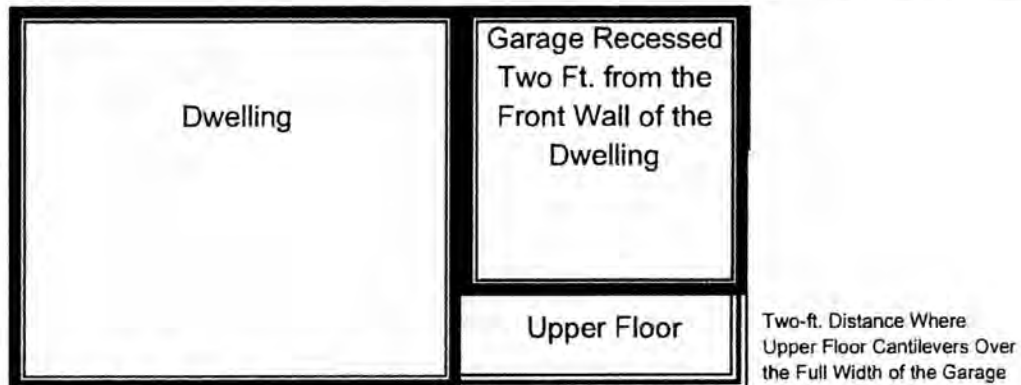 Dwelling
Garage Recessed
Two Ft. from the
Front Wall of the
Dwelling
Upper Floor
Two-ft. Distance Where
Upper Floor Cantilevers Over
the Full Width of the Garage